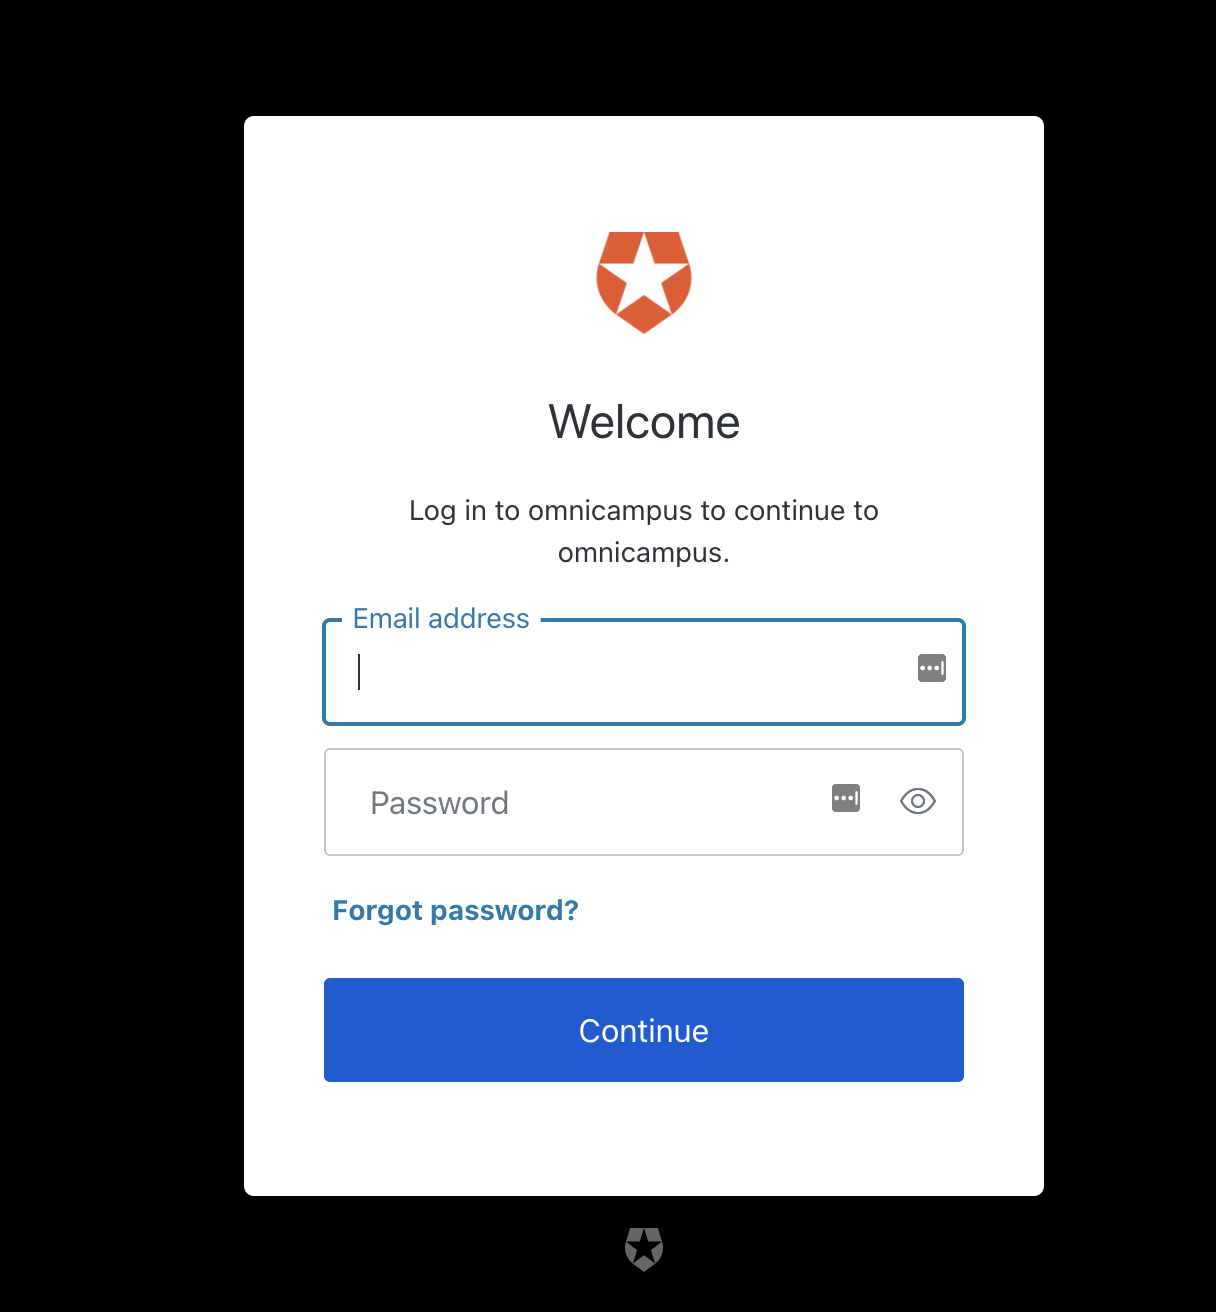 Welcome
Log in to omnicampus to continue to
omnicampus.
Email address
Password
Forgot password?
Continue